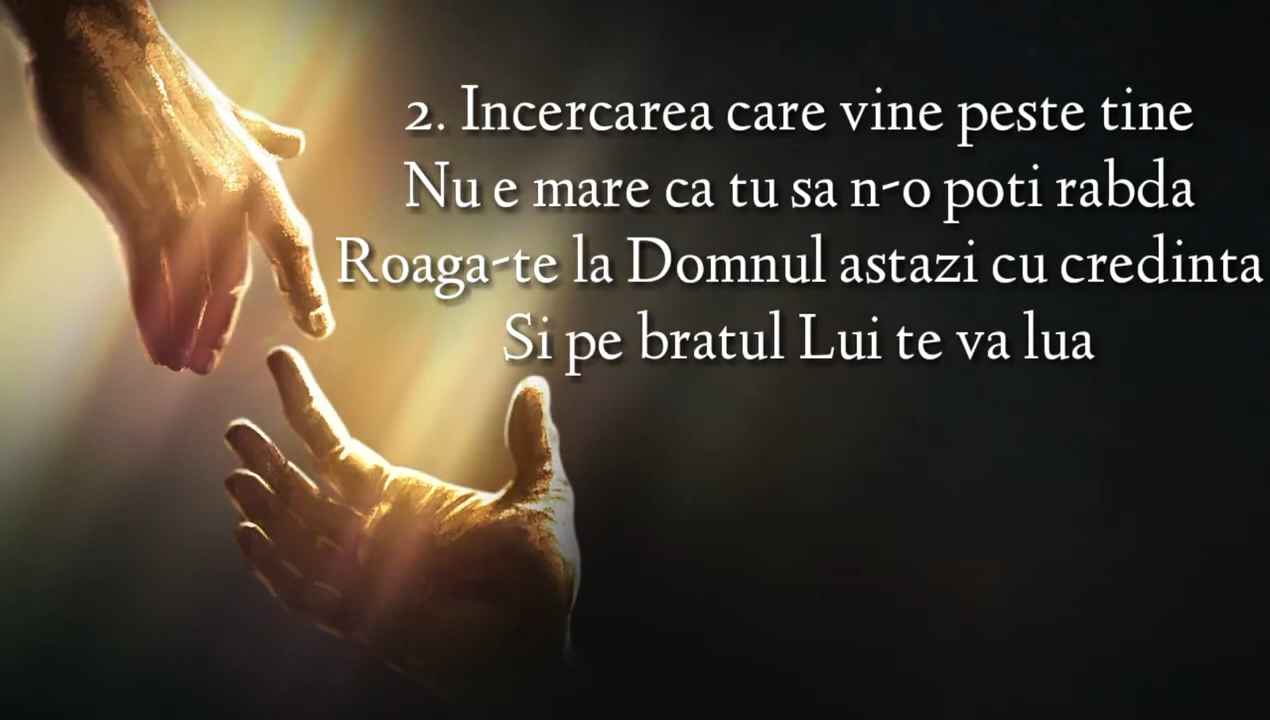 2. Incercarea care vine peste tine
Nu e mare ca tu sa n-o poti rabda
Roaga-te la Domnul astazi cu credinta
Si pe bratul Lui te va lua